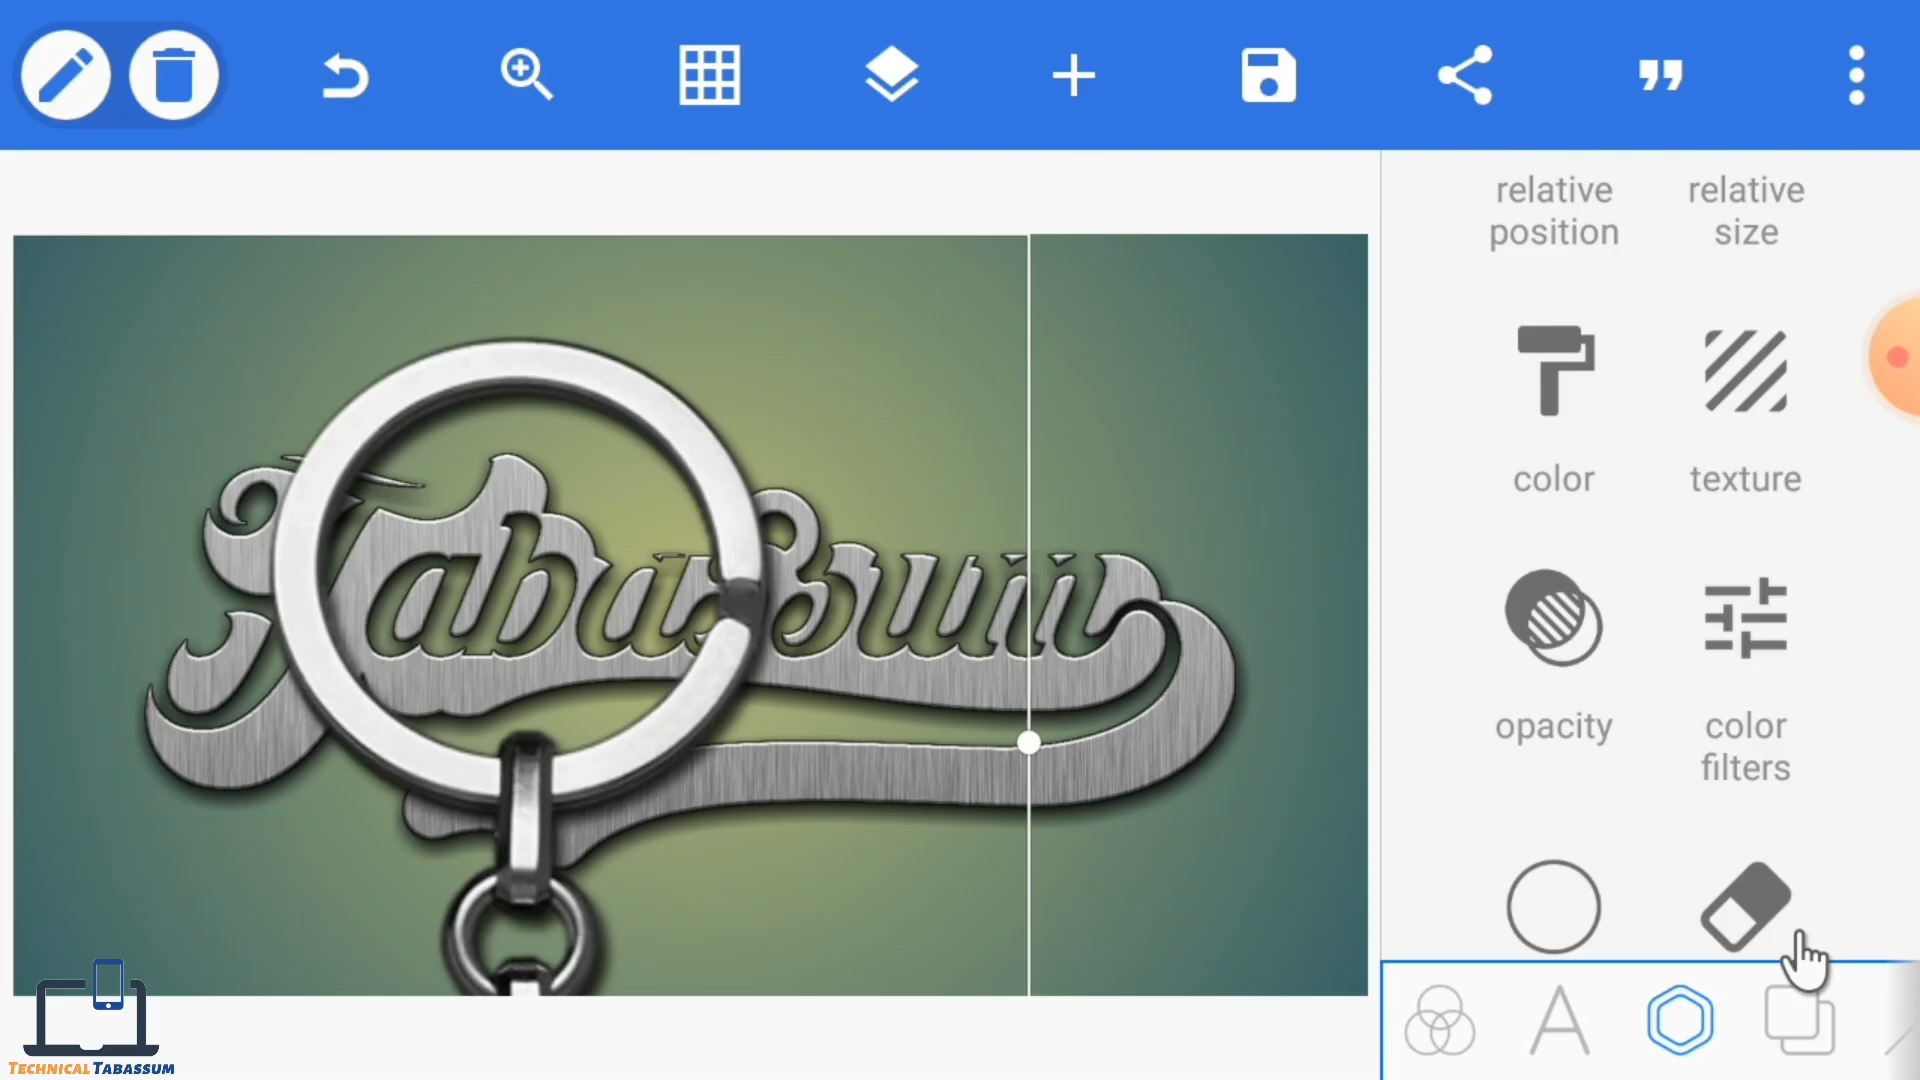 relative position
relative size
color
texture
Tabassum
opacity
color filters
TECHNICAL TABASSUM